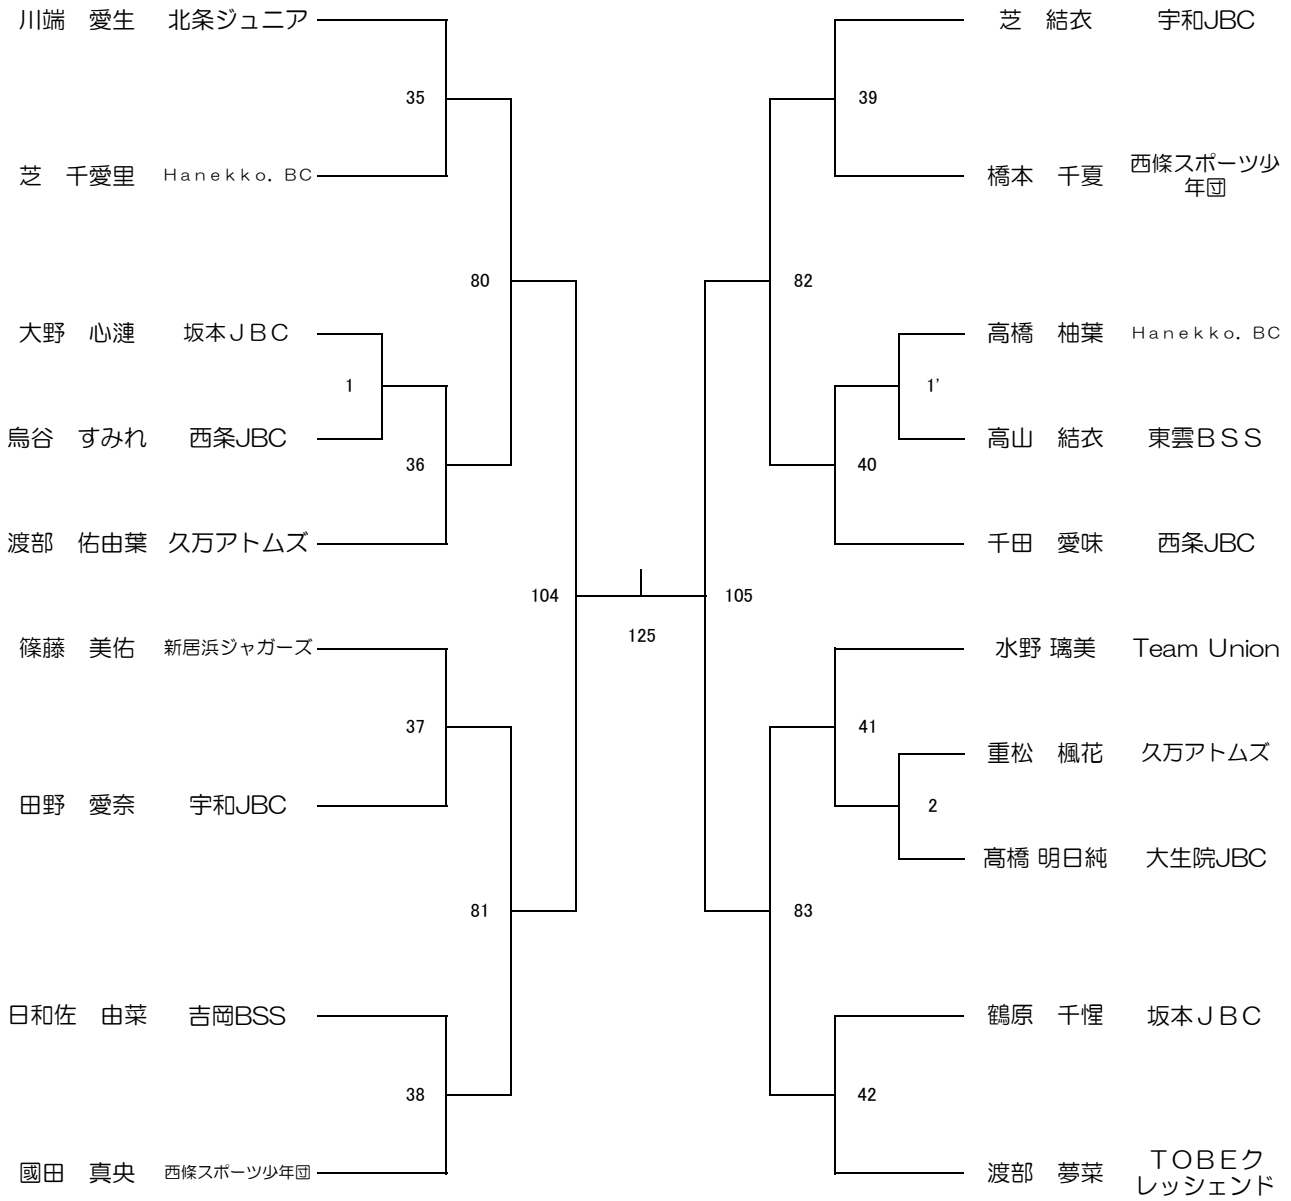 川端　愛生　北条ジュニア
35
芝　千愛里　Ｈａｎｅｋｋｏ．ＢＣ
80
大野　心漣　坂本ＪＢＣ
1
鳥谷　すみれ　西条JBC
36
渡部　佑由葉　久万アトムズ
104
篠藤　美佑　新居浜ジャガーズ
37
田野　愛奈　宇和JBC
81
日和佐　由菜　吉岡BSS
38
國田　真央　西條スポーツ少年団
125
芝　結衣　宇和JBC
39
橋本　千夏　西條スポーツ少
年団
82
高橋　柚葉　Ｈａｎｅｋｋｏ．ＢＣ
1'
高山　結衣　東雲ＢＳＳ
40
千田　愛味　西条JBC
105
水野 璃美　Team Union
41
重松　楓花　久万アトムズ
2
髙橋 明日純　大生院JBC
83
鶴原　千惺　坂本ＪＢＣ
42
渡部　夢菜　ＴＯＢＥク
レッシェンド